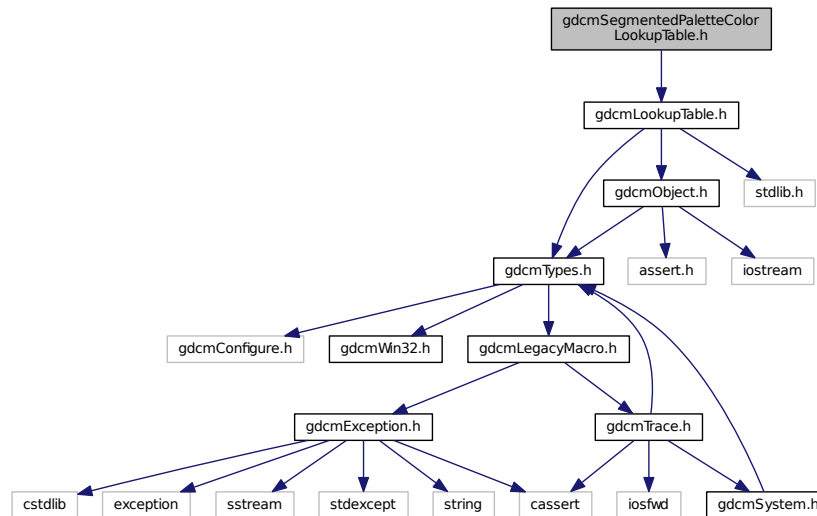 gdcmSegmentedPaletteColor
LookupTable.h
gdcmLookupTable.h
gdcmObject.h
stdlib.h
gdcmTypes.h
assert.h
iostream
gdcmConfigure.h
gdcmWin32.h
gdcmLegacyMacro.h
gdcmException.h
gdcmTrace.h
cstdlib
exception
sstream
stdexcept
string
cassert
iosfwd
gdcmSystem.h